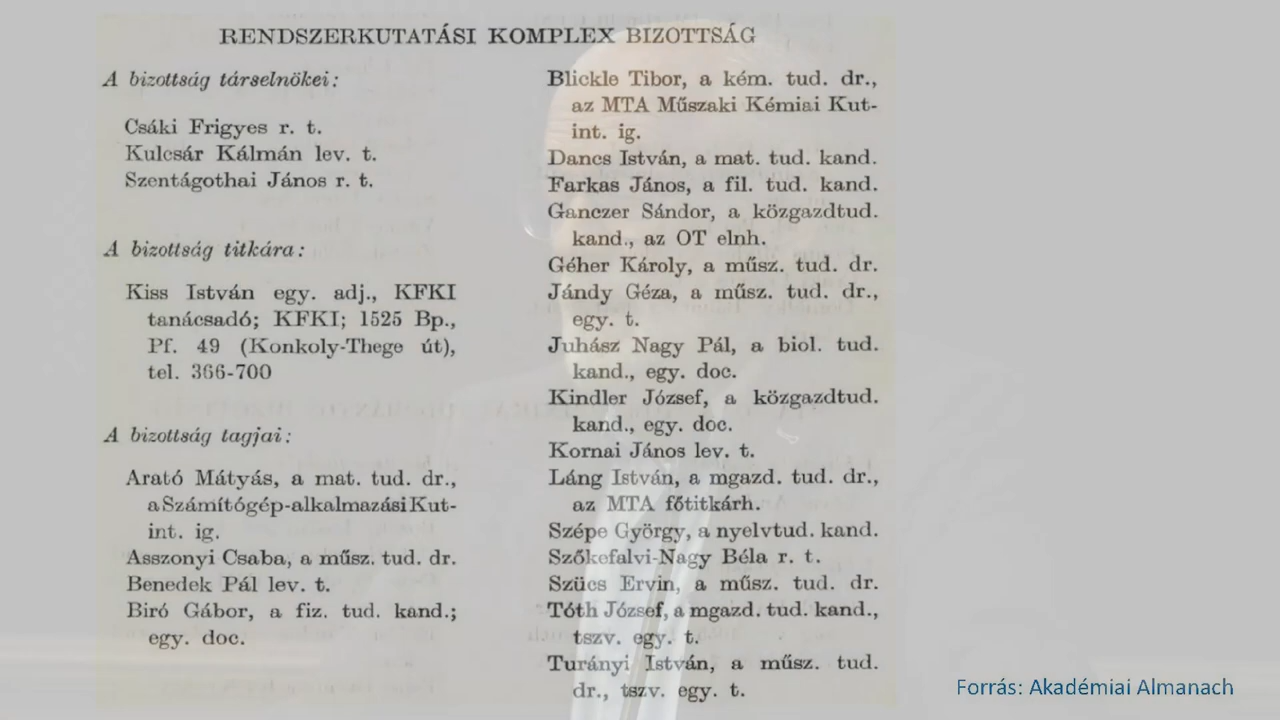 RENDSZERKUTATÁSI KOMPLEX BIZOTTSÁG
A bizottság társelnökei:
Csáki Frigyes r. t.
Kulcsár Kálmán lev. t.
Szentágothai János r. t.
A bizottság titkára:
Kiss István egy. adj., KFKI
tanácsadó; KFKI; 1525 Bp.,
Pf. 49 (Konkoly-Thege út),
tel. 366-700
A bizottság tagjai:
Arató Mátyás, a mat. tud. dr.,
a Számítógép-alkalmazási Kut-
int. ig.
Asszonyi Csaba, a műsz. tud. dr.
Benedek Pál lev. t.
Biró Gábor, a fiz. tud. kand.;
egy. doc.
Blickle Tibor, a kém. tud. dr.,
az MTA Műszaki Kémiai Kut-
int. ig.
Dancs István, a mat. tud. kand.
Farkas János, a fil. tud. kand.
Ganczer Sándor, a közgazdtud.
kand., az OT elnh.
Géher Károly, a műsz. tud. dr.
Jándy Géza, a műsz. tud. dr.,
egy. t.
Juhász Nagy Pál, a biol. tud.
kand., egy. doc.
Kindler József, a közgazdtud.
kand., egy. doc.
Kornai János lev. t.
Láng István, a mgazd. tud. dr.,
az MTA főtitkárh.
Szépe György, a nyelvtud. kand.
Szőkefalvi-Nagy Béla r. t.
Szücs Ervin, a műsz. tud. dr.
Tóth József, a mgazd. tud. kand.,
tszv. egy. t.
Turányi István, a műsz. tud.
dr., tszv. egy. t.
Forrás: Akadémiai Almanach